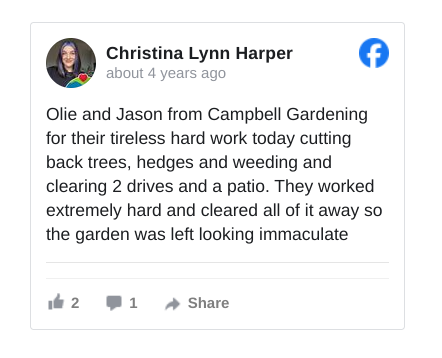 Christina Lynn Harper
about 4 years ago
Olie and Jason from Campbell Gardening
for their tireless hard work today cutting
back trees, hedges and weeding and
clearing 2 drives and a patio. They worked
extremely hard and cleared all of it away so
the garden was left looking immaculate
2 1 Share